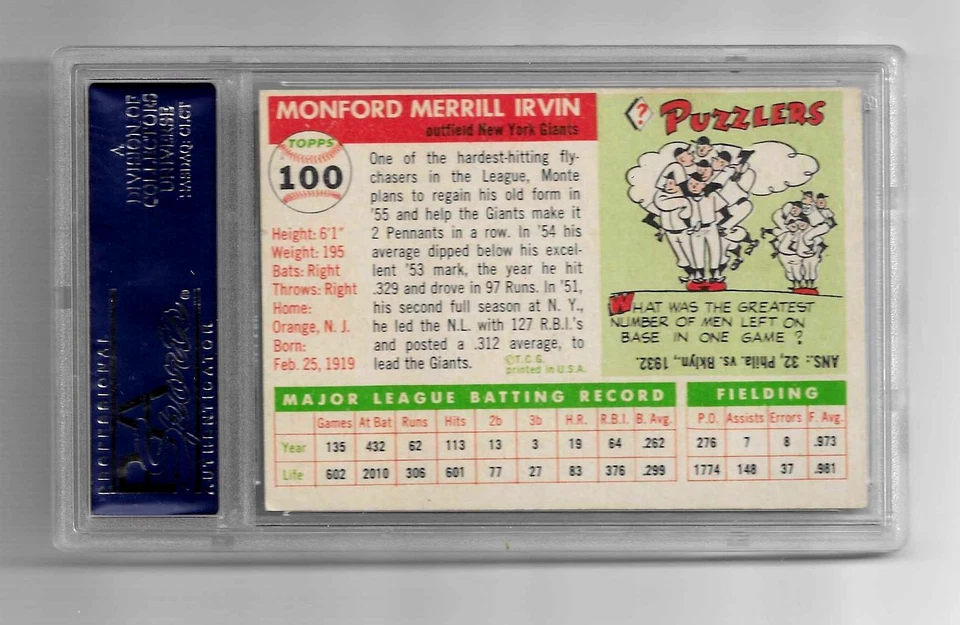 A
DIVISION OF
COLLECTORS
UNIVERSE
NASDAQ: CLCT
PSA
Sports
PROFESSIONAL
AUTHENTICATOR
MONFORD MERRILL IRVIN
outfield New York Giants
TOPPS
100
Height: 6'1"
Weight: 195
Bats: Right
Throws: Right
Home:
Orange, N. J.
Born:
Feb. 25, 1919
One of the hardest-hitting fly-
chasers in the League, Monte
plans to regain his old form in
'55 and help the Giants make it
2 Pennants in a row. In '54 his
average dipped below his excel-
lent '53 mark, the year he hit
.329 and drove in 97 Runs. In '51,
his second full season at N. Y.,
he led the N.L. with 127 R.B.I.'s
and posted a .312 average, to
lead the Giants.
©T.C.G.
printed in U.S.A.
? PUZZLERS
WHAT WAS THE GREATEST
NUMBER OF MEN LEFT ON
BASE IN ONE GAME ?
ANS.: 32, Phila. vs. Bklyn., 1932.
MAJOR LEAGUE BATTING RECORD
Games At Bat Runs Hits 2b 3b H.R. R.B.I. B. Avg.
Year 135 432 62 113 13 3 19 64 .262
Life 602 2010 306 601 77 27 83 376 .299
FIELDING
P.O. Assists Errors F. Avg.
276 7 8 .973
1774 148 37 .981